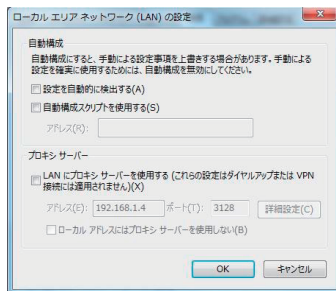 ローカル エリア ネットワーク (LAN) の設定
自動構成
自動構成にすると、手動による設定事項を上書きする場合があります。手動による
設定を確実に使用するためには、自動構成を無効にしてください。
設定を自動的に検出する(A)
自動構成スクリプトを使用する(S)
アドレス(R):
プロキシ サーバー
LAN にプロキシ サーバーを使用する (これらの設定はダイヤルアップまたは VPN
接続には適用されません)(X)
アドレス(E): 192.168.1.4 ポート(T): 3128 詳細設定(C)
ローカル アドレスにはプロキシ サーバーを使用しない(B)
OK キャンセル